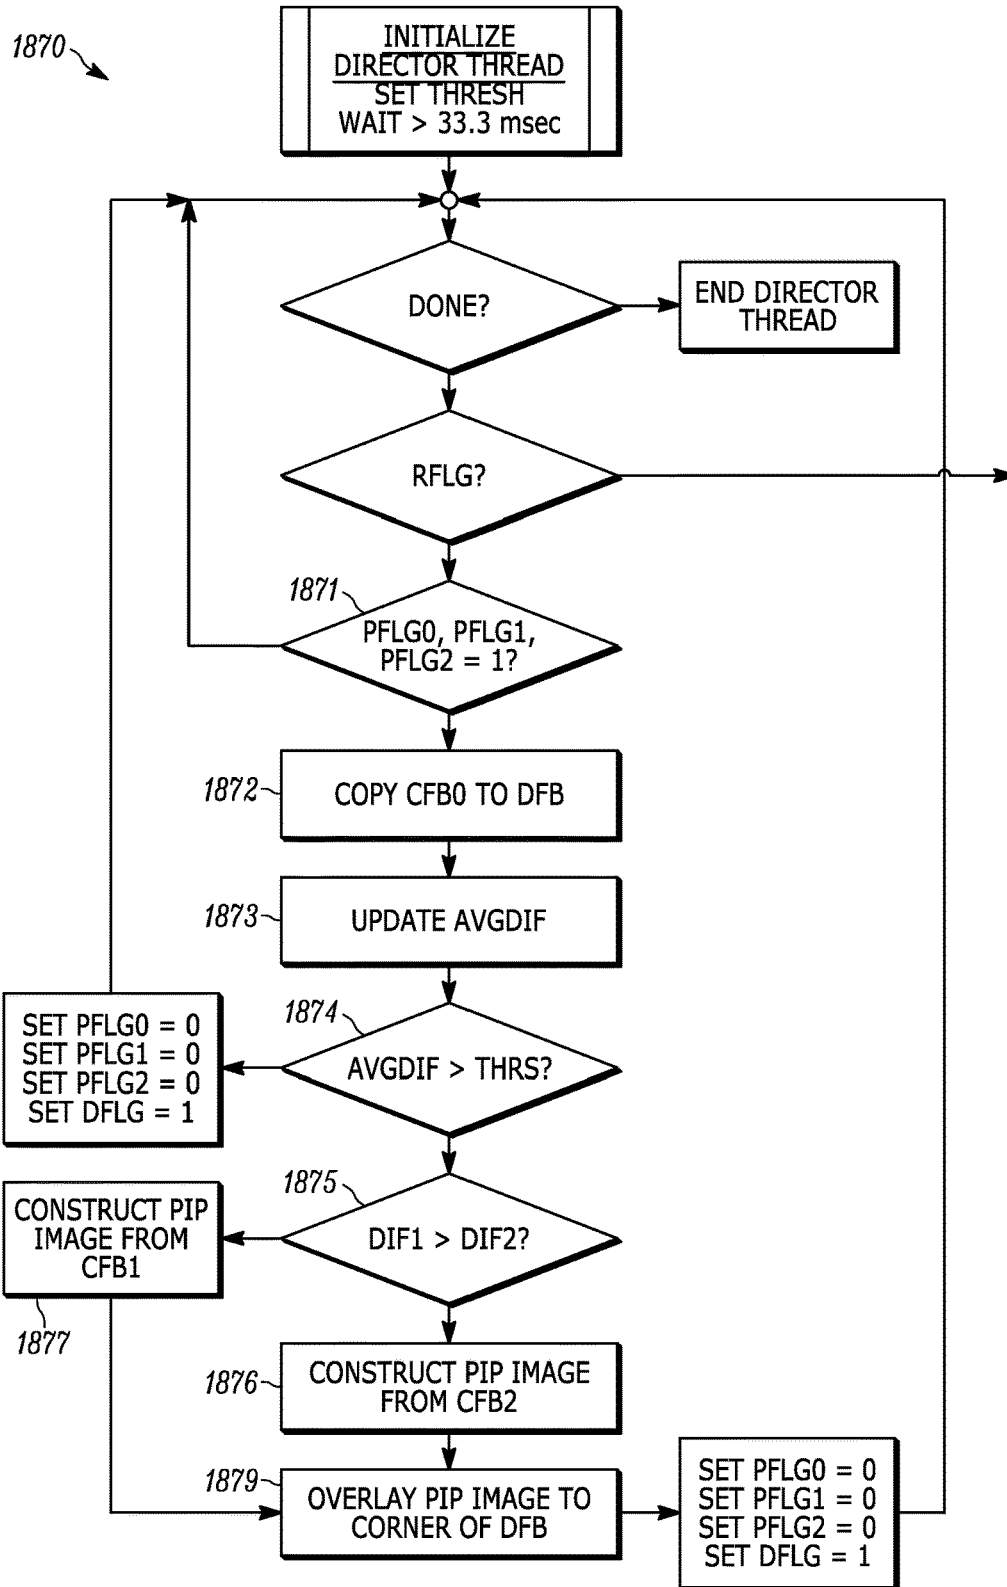 1870
INITIALIZE
DIRECTOR THREAD
SET THRESH
WAIT > 33.3 msec
DONE?
END DIRECTOR
THREAD
RFLG?
1871
PFLG0, PFLG1,
PFLG2 = 1?
1872
COPY CFB0 TO DFB
1873
UPDATE AVGDIF
1874
AVGDIF > THRS?
SET PFLG0 = 0
SET PFLG1 = 0
SET PFLG2 = 0
SET DFLG = 1
1875
DIF1 > DIF2?
CONSTRUCT PIP
IMAGE FROM
CFB1
1877
1876
CONSTRUCT PIP IMAGE
FROM CFB2
1879
OVERLAY PIP IMAGE TO
CORNER OF DFB
SET PFLG0 = 0
SET PFLG1 = 0
SET PFLG2 = 0
SET DFLG = 1